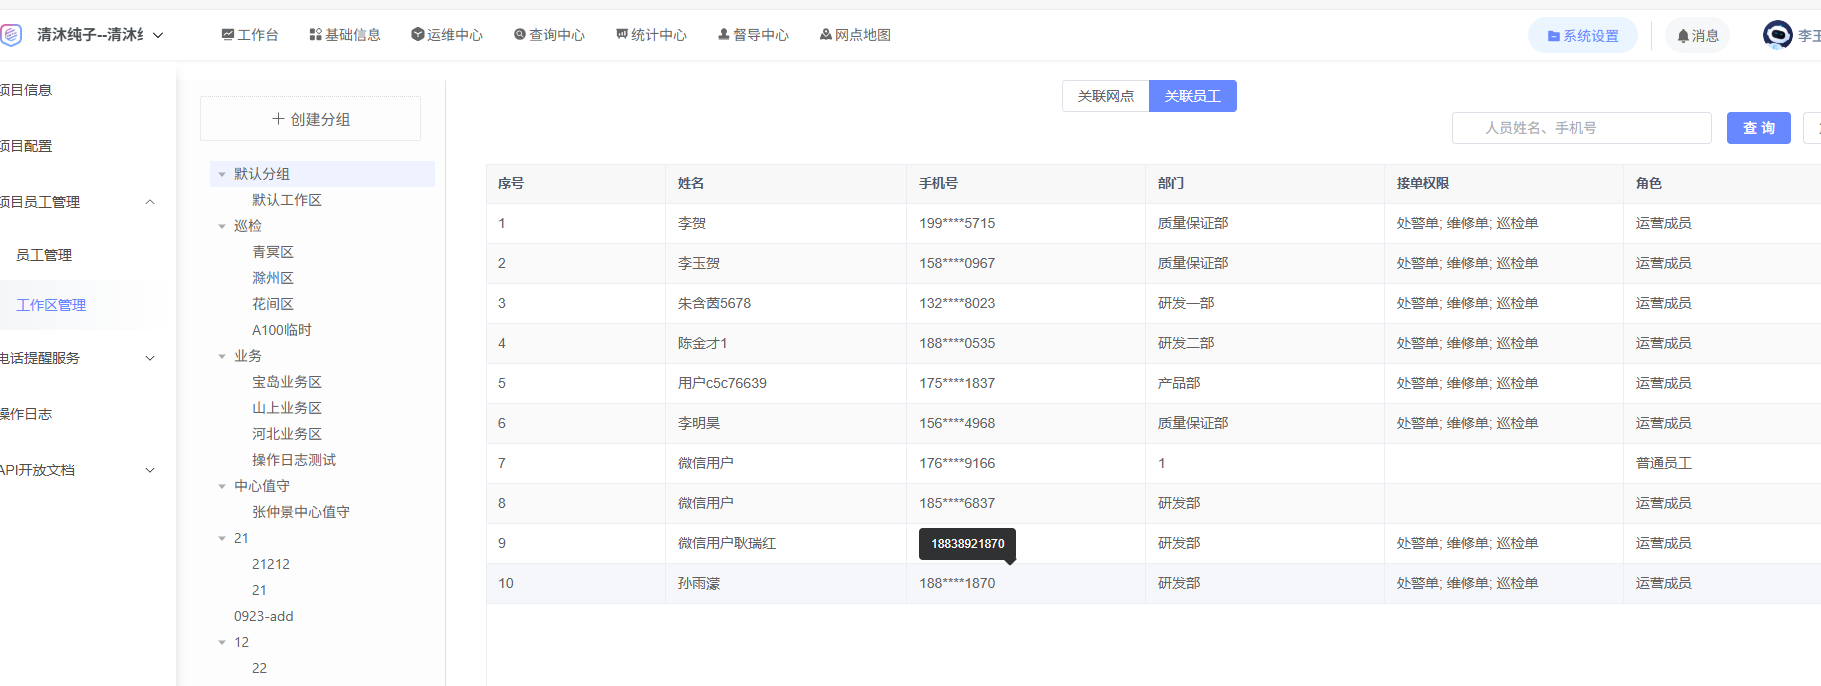 清沐纯子--清沐纟
工作台
基础信息
运维中心
查询中心
统计中心
督导中心
网点地图
系统设置
消息
李玉
项目信息
项目配置
项目员工管理
员工管理
工作区管理
电话提醒服务
操作日志
API开放文档
创建分组
默认分组
默认工作区
巡检
青冥区
滁州区
花间区
A100临时
业务
宝岛业务区
山上业务区
河北业务区
操作日志测试
中心值守
张仲景中心值守
21
21212
21
0923-add
12
22
关联网点 关联员工
人员姓名、手机号 查 询
序号 姓名 手机号 部门 接单权限 角色
1 李贺 199****5715 质量保证部 处警单; 维修单; 巡检单 运营成员
2 李玉贺 158****0967 质量保证部 处警单; 维修单; 巡检单 运营成员
3 朱含茵5678 132****8023 研发一部 处警单; 维修单; 巡检单 运营成员
4 陈金才1 188****0535 研发二部 处警单; 维修单; 巡检单 运营成员
5 用户c5c76639 175****1837 产品部 处警单; 维修单; 巡检单 运营成员
6 李明昊 156****4968 质量保证部 处警单; 维修单; 巡检单 运营成员
7 微信用户 176****9166 1 普通员工
8 微信用户 185****6837 研发部 运营成员
9 微信用户耿瑞红 18838921870 研发部 处警单; 维修单; 巡检单 运营成员
10 孙雨濛 188****1870 研发部 处警单; 维修单; 巡检单 运营成员